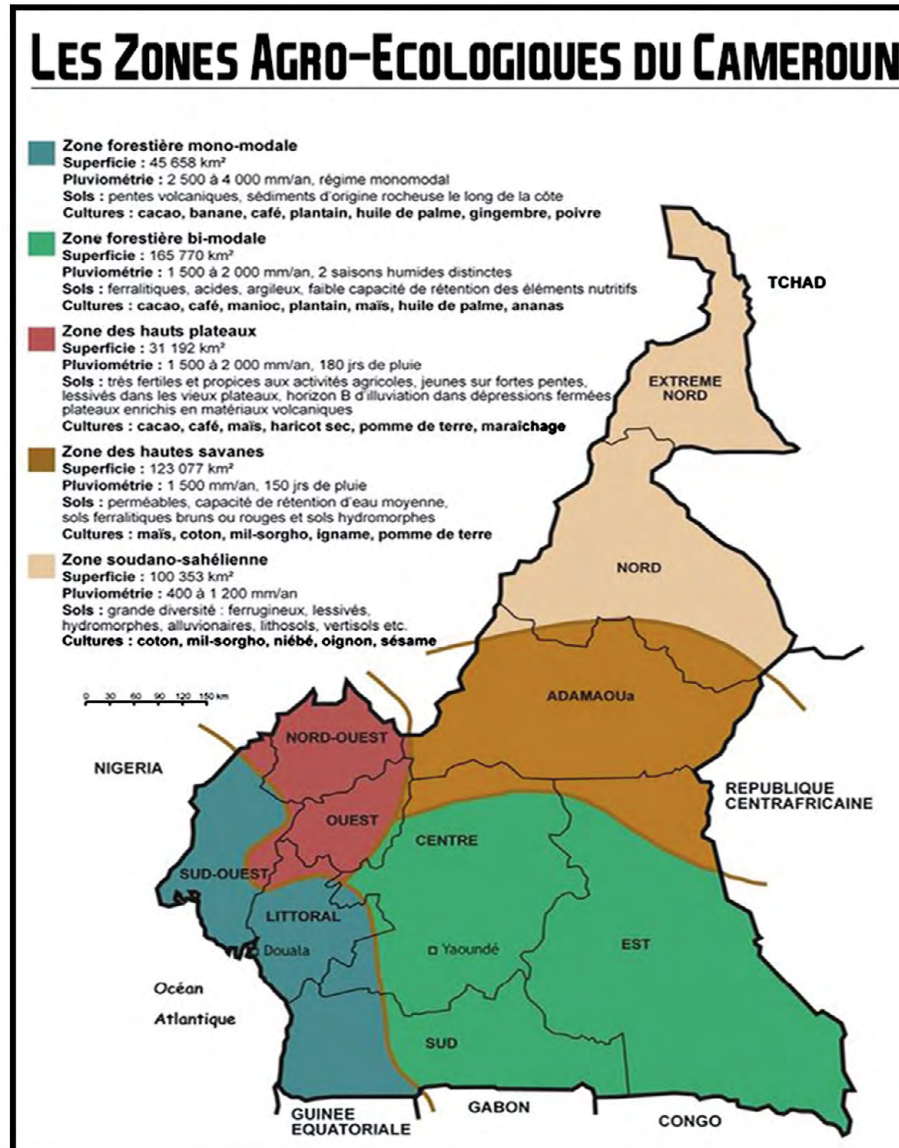 LES ZONES AGRO-ECOLOGIQUES DU CAMEROUN
Zone forestière mono-modale
Superficie : 45 658 km²
Pluviométrie : 2 500 à 4 000 mm/an, régime monomodal
Sols : pentes volcaniques, sédiments d'origine rocheuse le long de la côte
Cultures : cacao, banane, café, plantain, huile de palme, gingembre, poivre
Zone forestière bi-modale
Superficie : 165 770 km²
Pluviométrie : 1 500 à 2 000 mm/an, 2 saisons humides distinctes
Sols : ferralitiques, acides, argileux, faible capacité de rétention des éléments nutritifs
Cultures : cacao, café, manioc, plantain, maïs, huile de palme, ananas
Zone des hauts plateaux
Superficie : 31 192 km²
Pluviométrie : 1 500 à 2 000 mm/an, 180 jrs de pluie
Sols : très fertiles et propices aux activités agricoles, jeunes sur fortes pentes,
lessivés dans les vieux plateaux, horizon B d'illuviation dans dépressions fermées
plateaux enrichis en matériaux volcaniques
Cultures : cacao, café, maïs, haricot sec, pomme de terre, maraîchage
Zone des hautes savanes
Superficie : 123 077 km²
Pluviométrie : 1 500 mm/an, 150 jrs de pluie
Sols : perméables, capacité de rétention d'eau moyenne,
sols ferralitiques bruns ou rouges et sols hydromorphes
Cultures : maïs, coton, mil-sorgho, igname, pomme de terre
Zone soudano-sahélienne
Superficie : 100 353 km²
Pluviométrie : 400 à 1 200 mm/an
Sols : grande diversité : ferrugineux, lessivés,
hydromorphes, alluvionaires, lithosols, vertisols etc.
Cultures : coton, mil-sorgho, niébé, oignon, sésame
0 30 60 90 120 150 km
TCHAD
EXTREME
NORD
NORD
ADAMAOUa
NORD-OUEST
NIGERIA
REPUBLIQUE
CENTRAFRICAINE
OUEST
CENTRE
SUD-OUEST
LITTORAL
Douala
Yaoundé
EST
Océan
Atlantique
SUD
GUINEE
EQUATORIALE
GABON
CONGO